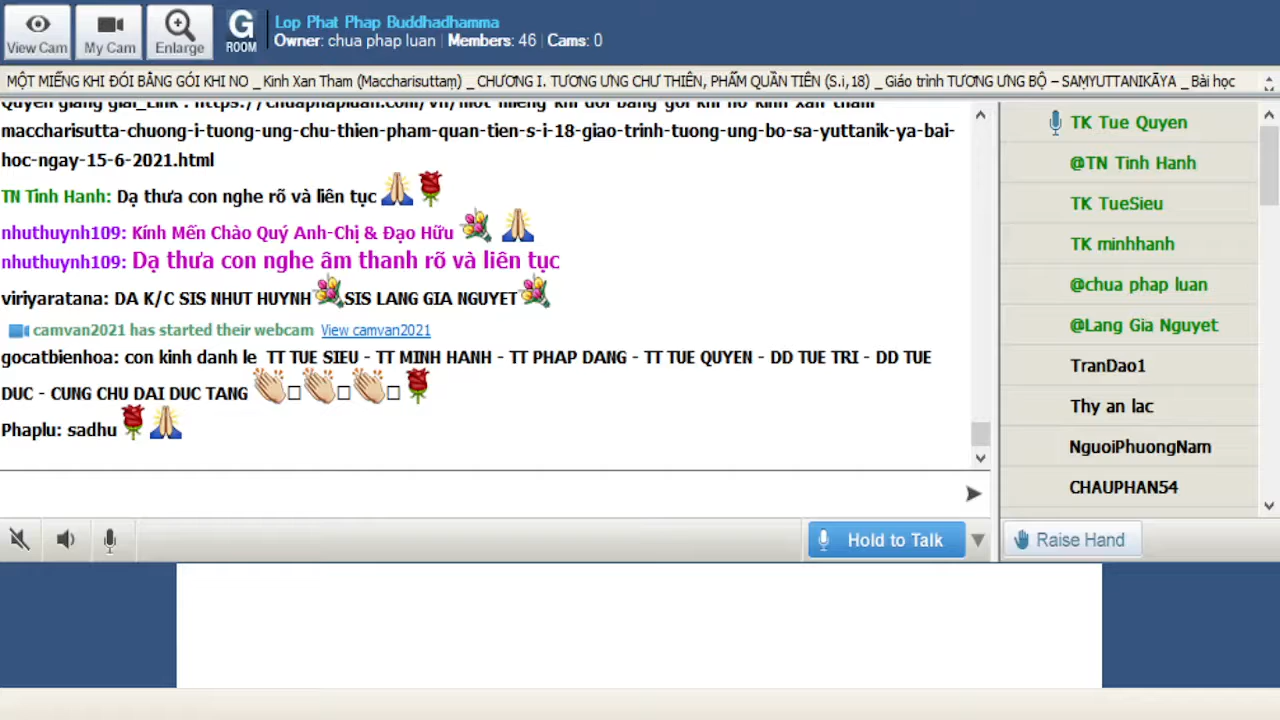 View Cam
My Cam
Enlarge
G
ROOM
Lop Phat Phap Buddhadhamma
Owner: chua phap luan | Members: 46 | Cams: 0
MỘT MIẾNG KHI ĐÓI BẰNG GÓI KHI NO _ Kinh Xan Tham (Maccharisuttaṃ) _ CHƯƠNG I. TƯƠNG ƯNG CHƯ THIÊN, PHẨM QUẦN TIÊN (S.i,18) _ Giáo trình TƯƠNG ƯNG BỘ – SAṂYUTTANIKĀYA _ Bài học
Quyên giảng giải_Link : https://chuaphapluan.com/vn/mot-mieng-khi-doi-bang-goi-khi-no-kinh-xan-tham
maccharisutta-chuong-i-tuong-ung-chu-thien-pham-quan-tien-s-i-18-giao-trinh-tuong-ung-bo-sa-yuttanik-ya-bai-
hoc-ngay-15-6-2021.html
TN Tinh Hanh: Dạ thưa con nghe rõ và liên tục
nhuthuynh109: Kính Mến Chào Quý Anh-Chị & Đạo Hữu
nhuthuynh109: Dạ thưa con nghe âm thanh rõ và liên tục
viriyaratana: DA K/C SIS NHUT HUYNH SIS LANG GIA NGUYET
camvan2021 has started their webcam View camvan2021
gocatbienhoa: con kinh danh le TT TUE SIEU - TT MINH HANH - TT PHAP DANG - TT TUE QUYEN - DD TUE TRI - DD TUE
DUC - CUNG CHU DAI DUC TANG
Phaplu: sadhu
TK Tue Quyen
@TN Tinh Hanh
TK TueSieu
TK minhhanh
@chua phap luan
@Lang Gia Nguyet
TranDao1
Thy an lac
NguoiPhuongNam
CHAUPHAN54
Hold to Talk
Raise Hand